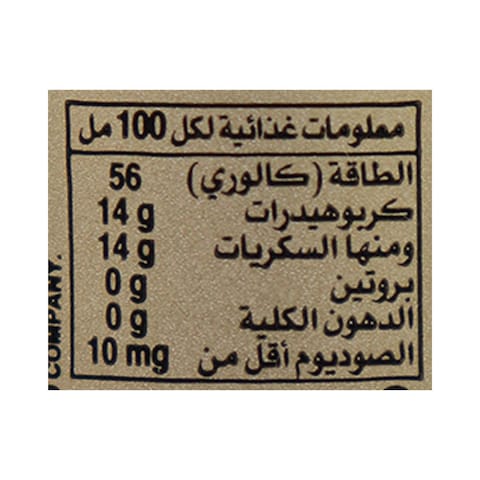 معلومات غذائية لكل 100 مل
الطاقة (كالوري) 56
كربوهيدرات 14 g
ومنها السكريات 14 g
بروتين 0 g
الدهون الكلية 0 g
الصوديوم أقل من 10 mg
COMPANY.